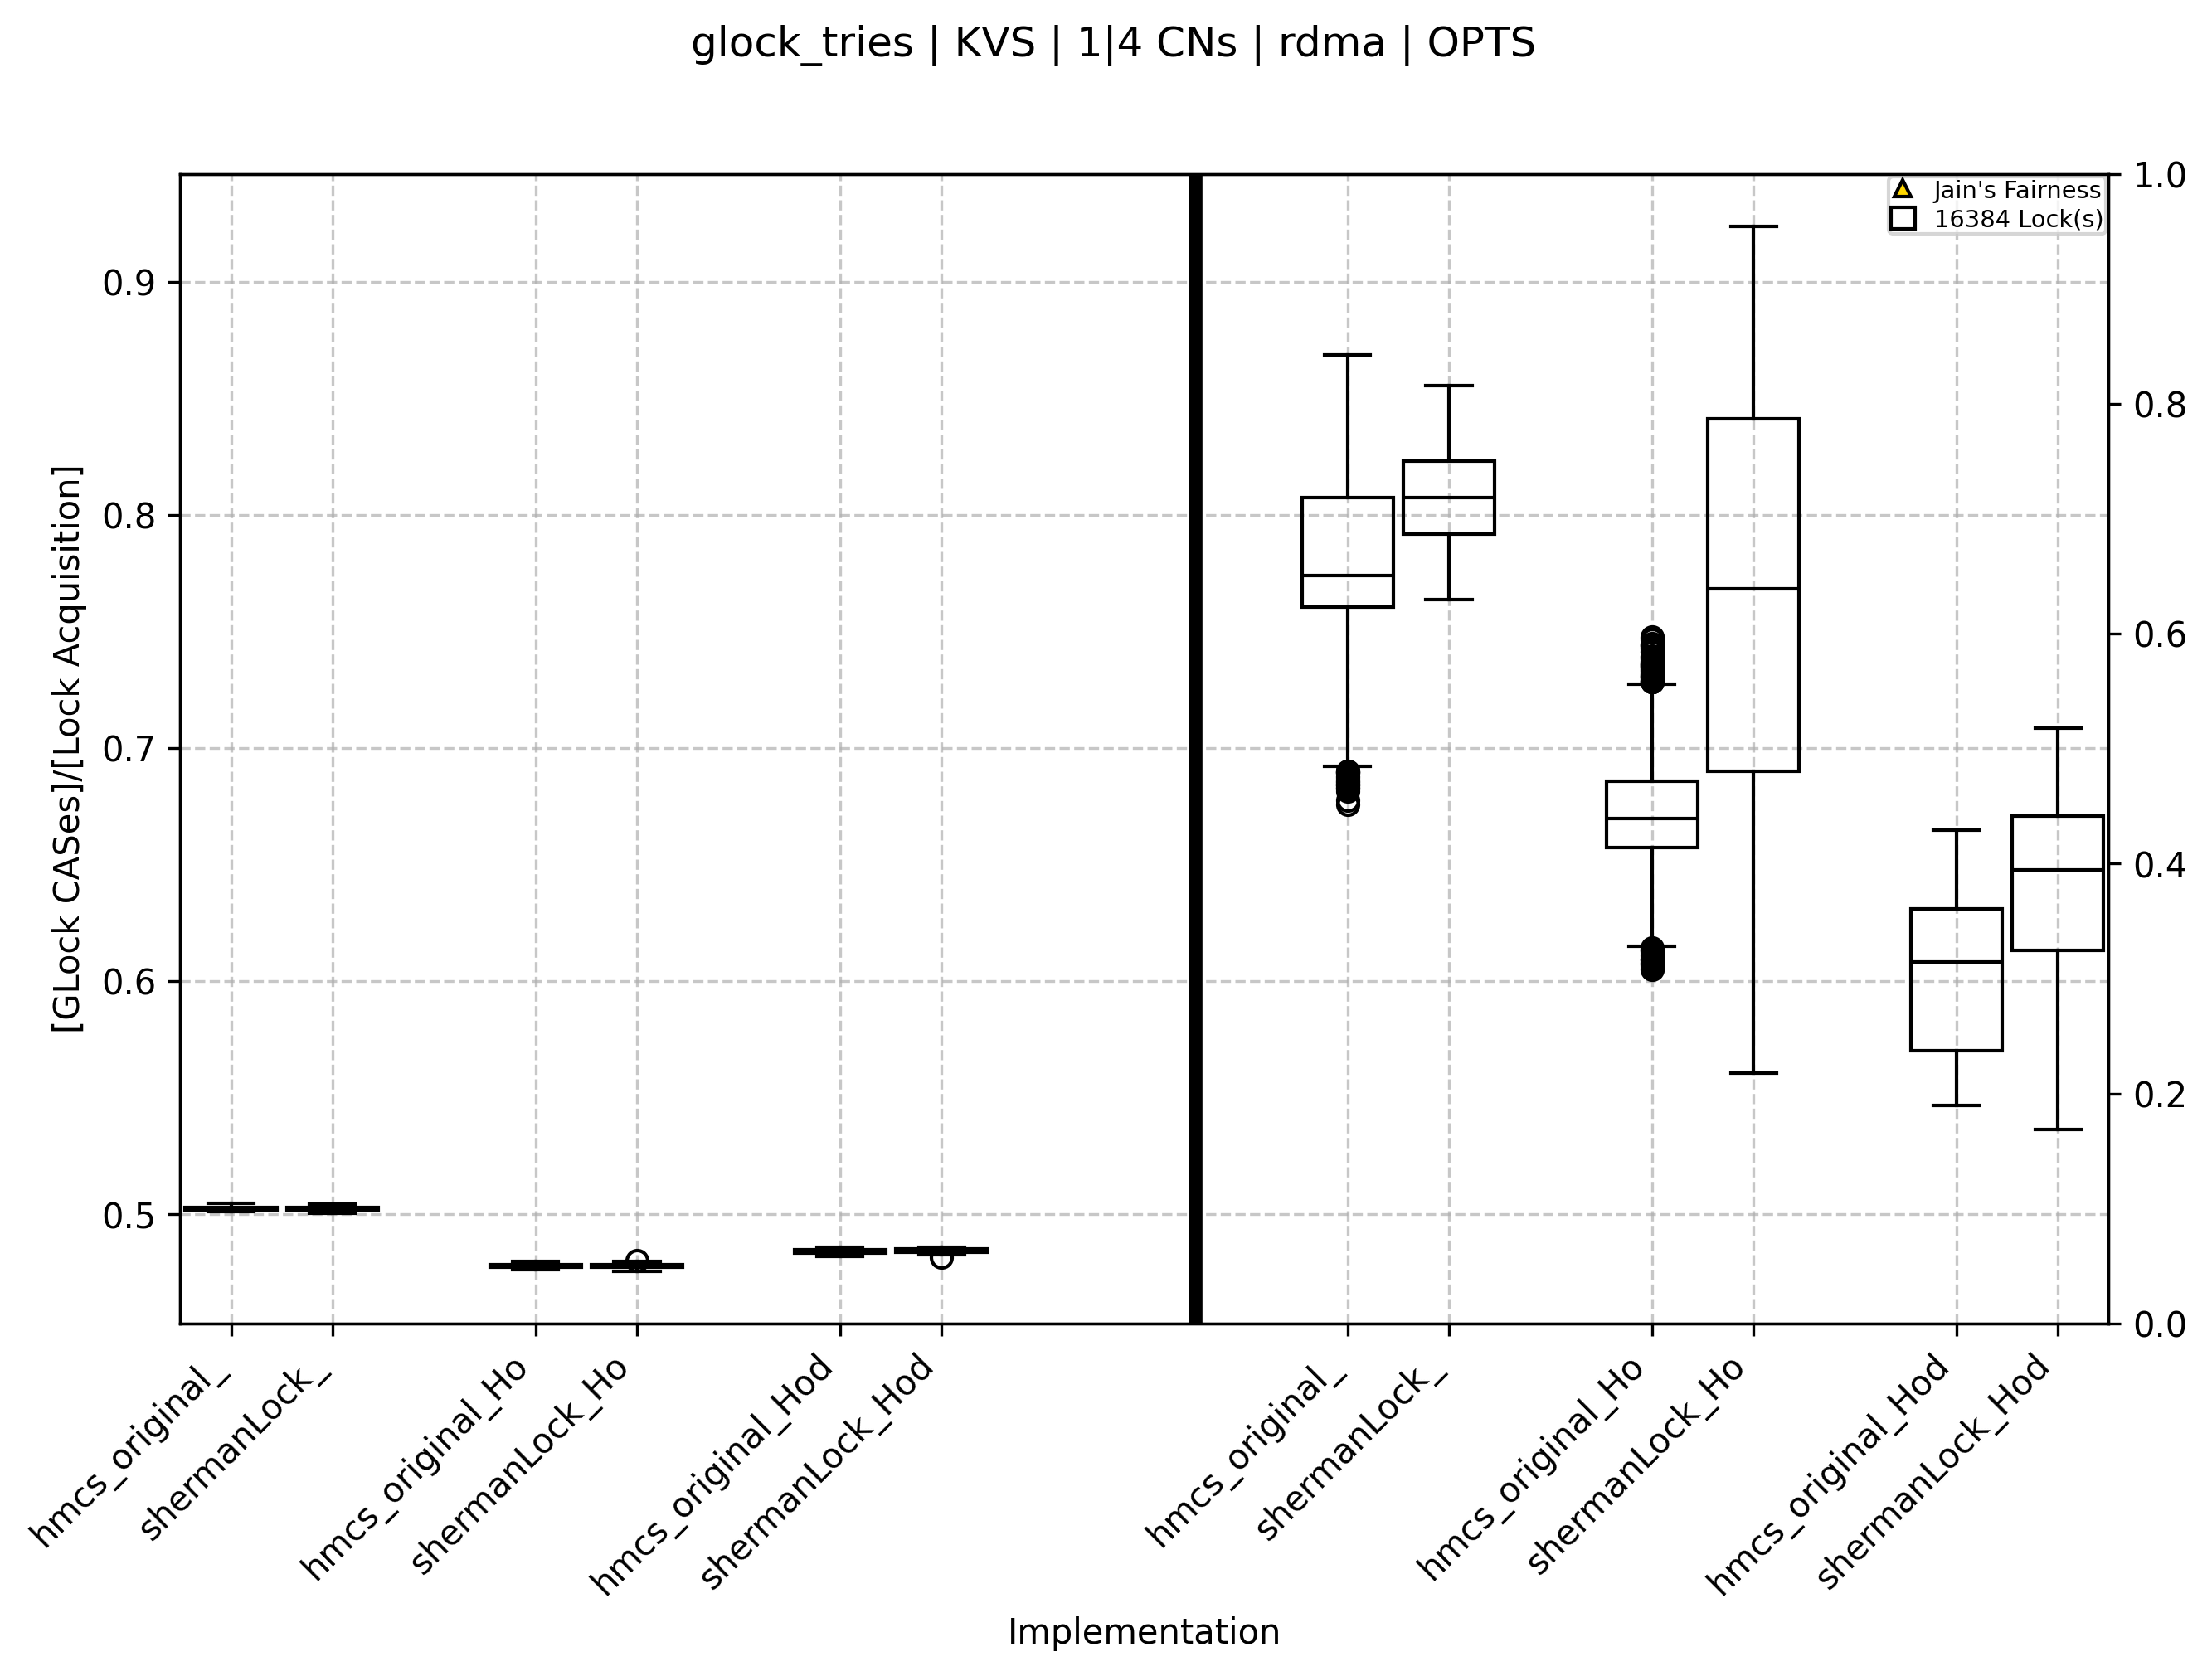 glock_tries | KVS | 1|4 CNs | rdma | OPTS
[GLock CASes]/[Lock Acquisition]
0.9
0.8
0.7
0.6
0.5
1.0
0.8
0.6
0.4
0.2
0.0
Jain's Fairness
16384 Lock(s)
hmcs_original_
shermanLock_
hmcs_original_Ho
shermanLock_Ho
hmcs_original_Hod
shermanLock_Hod
hmcs_original_
shermanLock_
hmcs_original_Ho
shermanLock_Ho
hmcs_original_Hod
shermanLock_Hod
Implementation